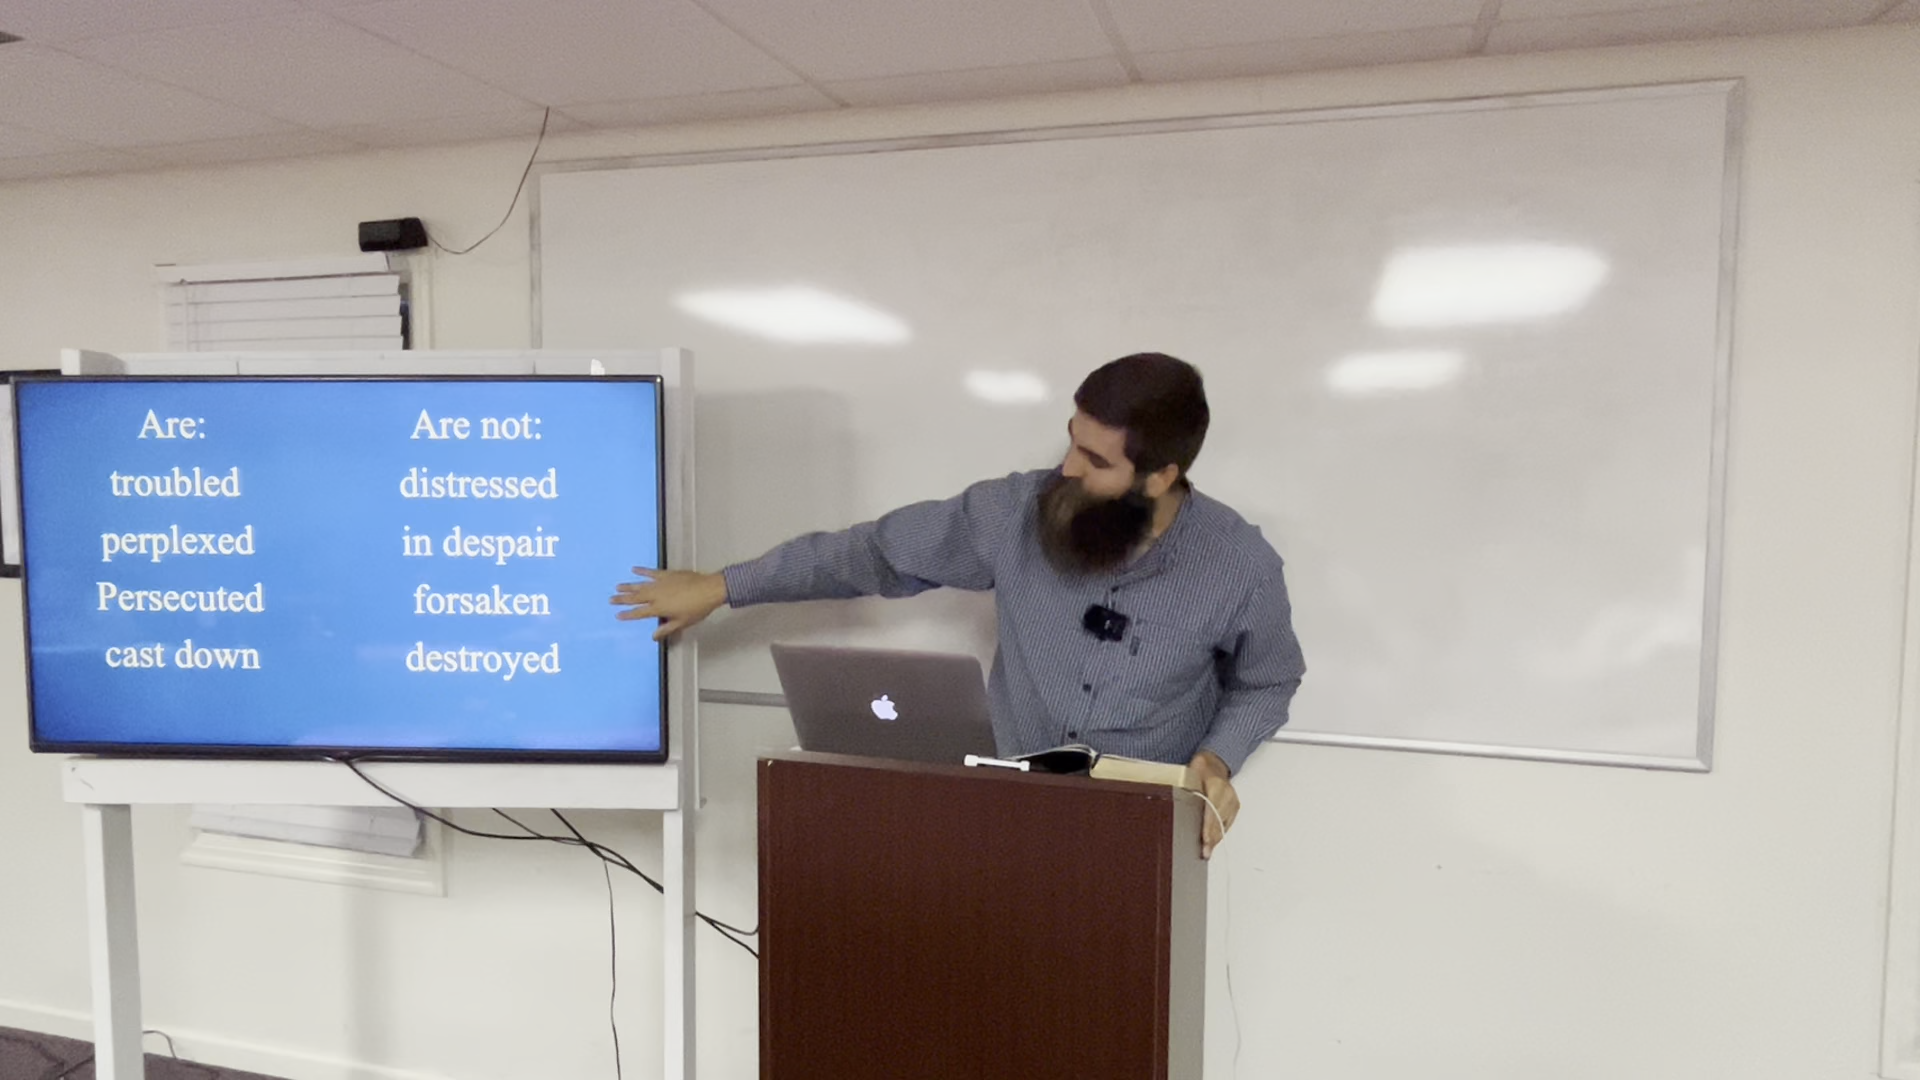 Are: Are not:
troubled distressed
perplexed in despair
Persecuted forsaken
cast down destroyed